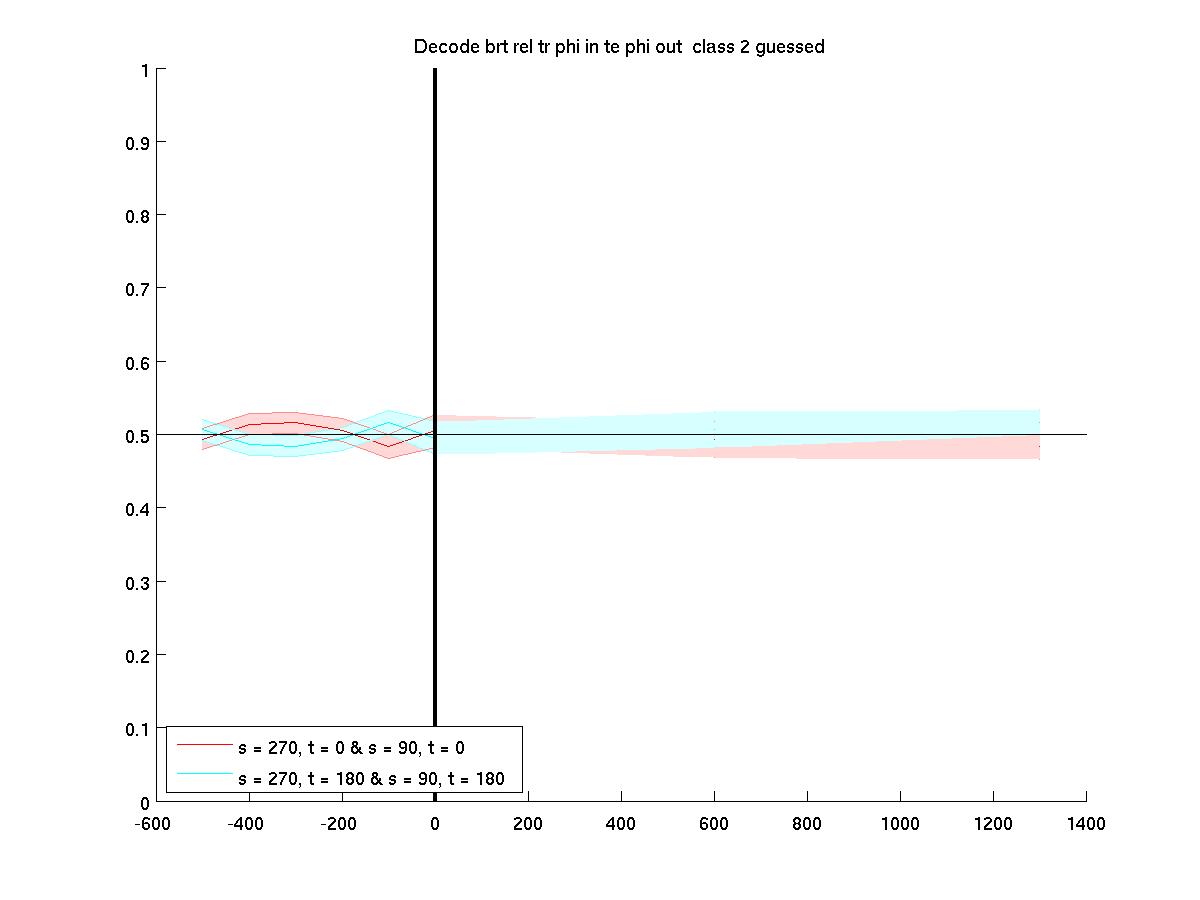 Decode brt rel tr phi in te phi out  class 2 guessed
1
0.9
0.8
0.7
0.6
0.5
0.4
0.3
0.2
0.1
0
s = 270, t = 0 & s = 90, t = 0
s = 270, t = 180 & s = 90, t = 180
-600 -400 -200 0 200 400 600 800 1000 1200 1400